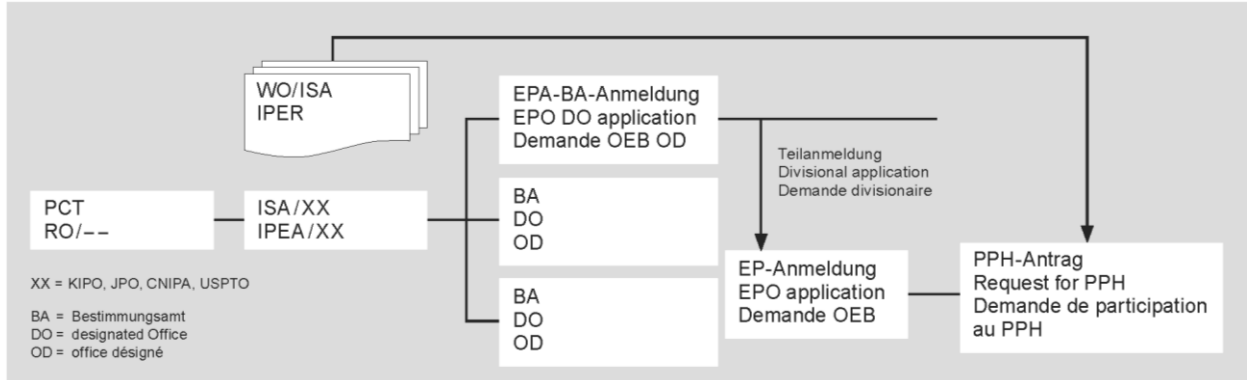 WO/ISA
IPER
EPA-BA-Anmeldung
EPO DO application
Demande OEB OD
Teilanmeldung
Divisional application
Demande divisionaire
PCT
RO/––
ISA/XX
IPEA/XX
BA
DO
OD
EP-Anmeldung
EPO application
Demande OEB
PPH-Antrag
Request for PPH
Demande de participation
au PPH
XX = KIPO, JPO, CNIPA, USPTO
BA = Bestimmungsamt
DO = designated Office
OD = office désigné
BA
DO
OD